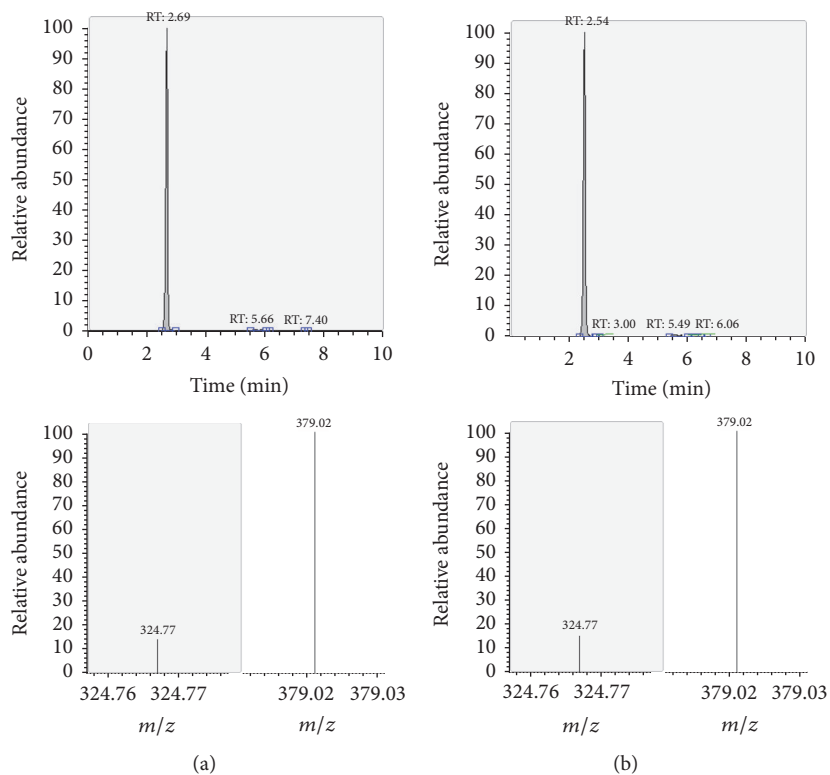 RT: 2.69
100
90
80
70
60
50
40
30
20
10
0
Relative abundance
RT: 5.66 RT: 7.40
0 2 4 6 8 10
Time (min)
RT: 2.54
100
90
80
70
60
50
40
30
20
10
0
Relative abundance
RT: 3.00 RT: 5.49 RT: 6.06
2 4 6 8 10
Time (min)
379.02
100
90
80
70
60
50
40
30
20
10
0
Relative abundance
324.77
324.76 324.77 379.02 379.03
m/z m/z
(a)
379.02
100
90
80
70
60
50
40
30
20
10
0
Relative abundance
324.77
324.76 324.77 379.02 379.03
m/z m/z
(b)